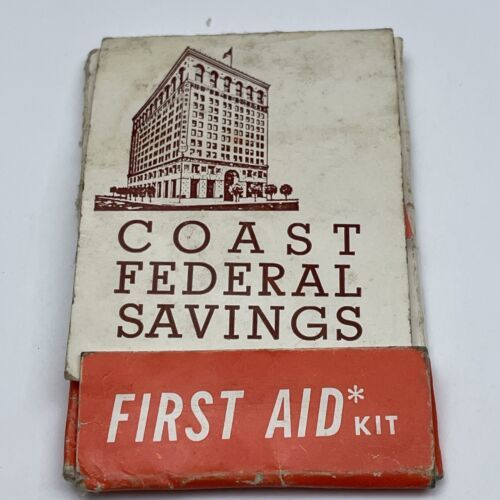 COAST
FEDERAL
SAVINGS
FIRST AID* KIT